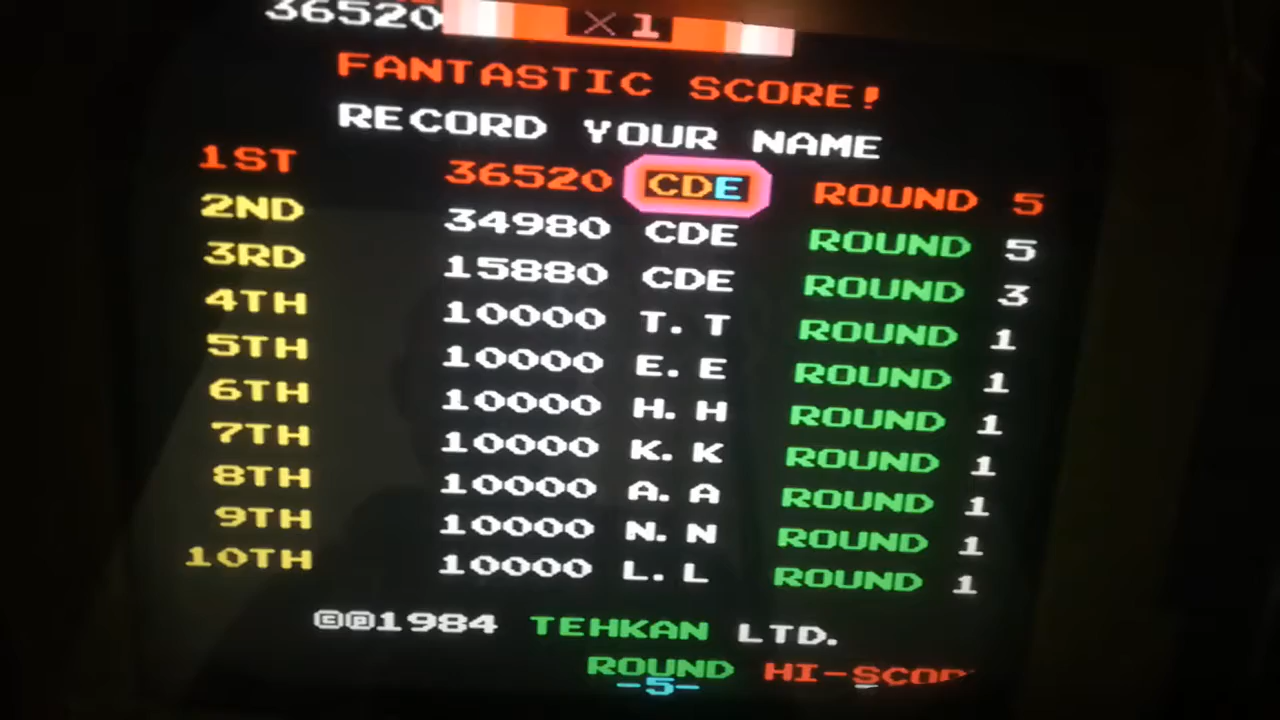 36520 ×1
FANTASTIC SCORE!
RECORD YOUR NAME
1ST 36520 CDE ROUND 5
2ND 34980 CDE ROUND 5
3RD 15880 CDE ROUND 3
4TH 10000 T. T ROUND 1
5TH 10000 E. E ROUND 1
6TH 10000 H. H ROUND 1
7TH 10000 K. K ROUND 1
8TH 10000 A. A ROUND 1
9TH 10000 N. N ROUND 1
10TH 10000 L. L ROUND 1
©℗1984 TEHKAN LTD.
ROUND HI-SCOR
-5-